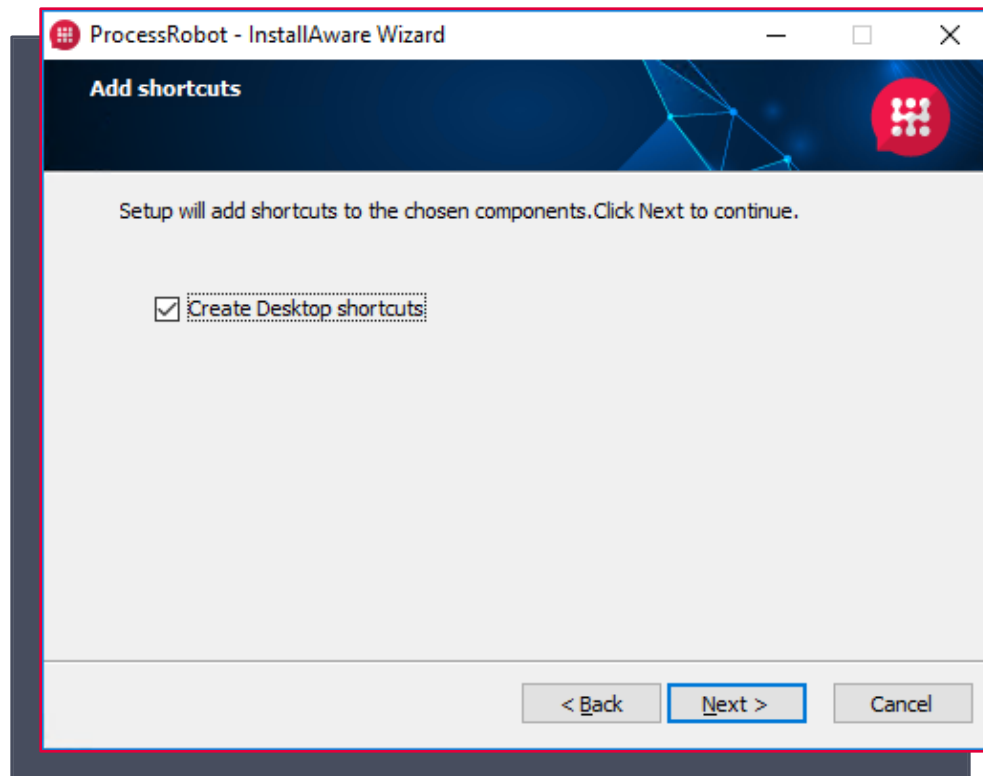 ProcessRobot - InstallAware Wizard
Add shortcuts
Setup will add shortcuts to the chosen components.Click Next to continue.
Create Desktop shortcuts
< Back Next > Cancel